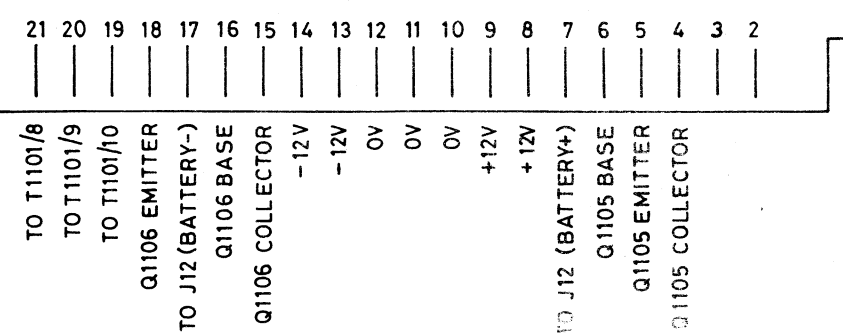 21 20 19 18 17 16 15 14 13 12 11 10 9 8 7 6 5 4 3 2
TO T1101/8
TO T1101/9
TO T1101/10
Q1106 EMITTER
TO J12 (BATTERY-)
Q1106 BASE
Q1106 COLLECTOR
-12V
-12V
0V
0V
0V
+12V
+12V
TO J12 (BATTERY+)
Q1105 BASE
Q1105 EMITTER
Q1105 COLLECTOR